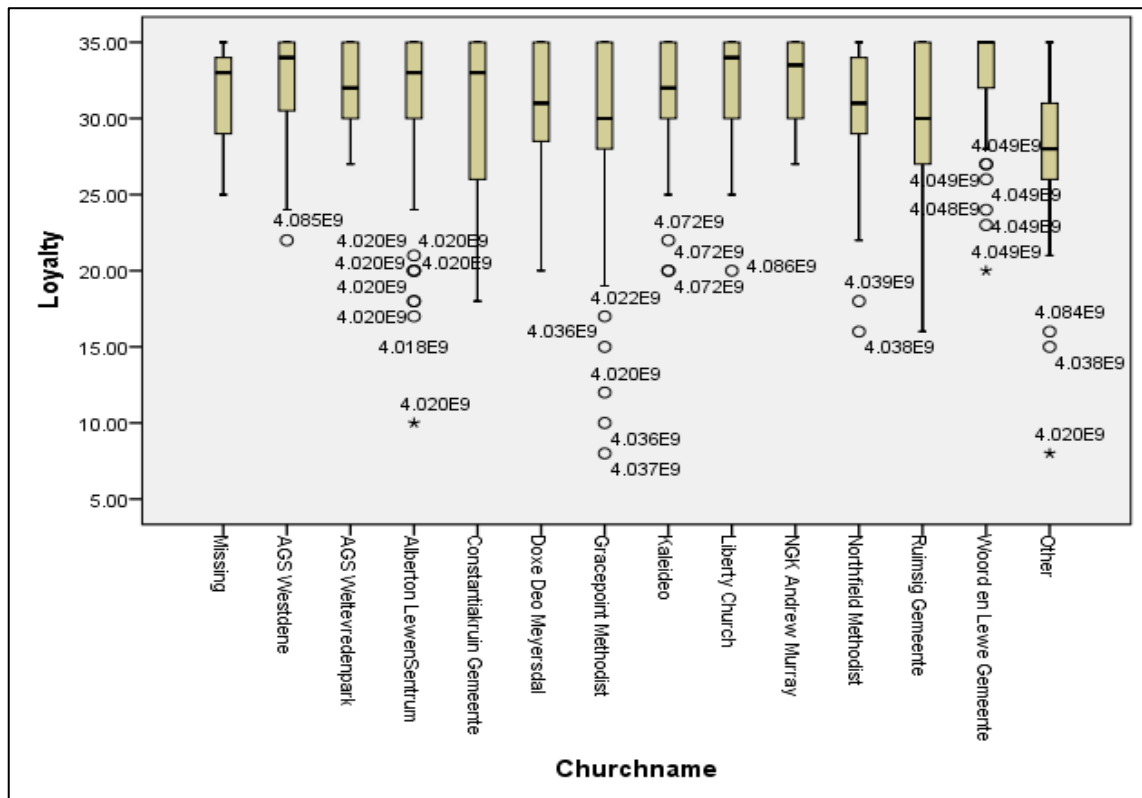 Loyalty
35.00
30.00
25.00
20.00
15.00
10.00
5.00
4.085E9
4.020E9
4.020E9
4.020E9
4.020E9
4.020E9
4.020E9
4.018E9
4.020E9
4.022E9
4.036E9
4.020E9
4.036E9
4.037E9
4.072E9
4.072E9
4.072E9
4.086E9
4.039E9
4.038E9
4.049E9
4.049E9
4.049E9
4.048E9
4.049E9
4.049E9
4.084E9
4.038E9
4.020E9
Missing
AGS Westdene
AGS Weltevredenpark
Alberton LewenSentrum
Constantiakruin Gemeente
Doxe Deo Meyersdal
Gracepoint Methodist
Kaleideo
Liberty Church
NGK Andrew Murray
Northfield Methodist
Ruimsig Gemeente
Woord en Lewe Gemeente
Other
Churchname